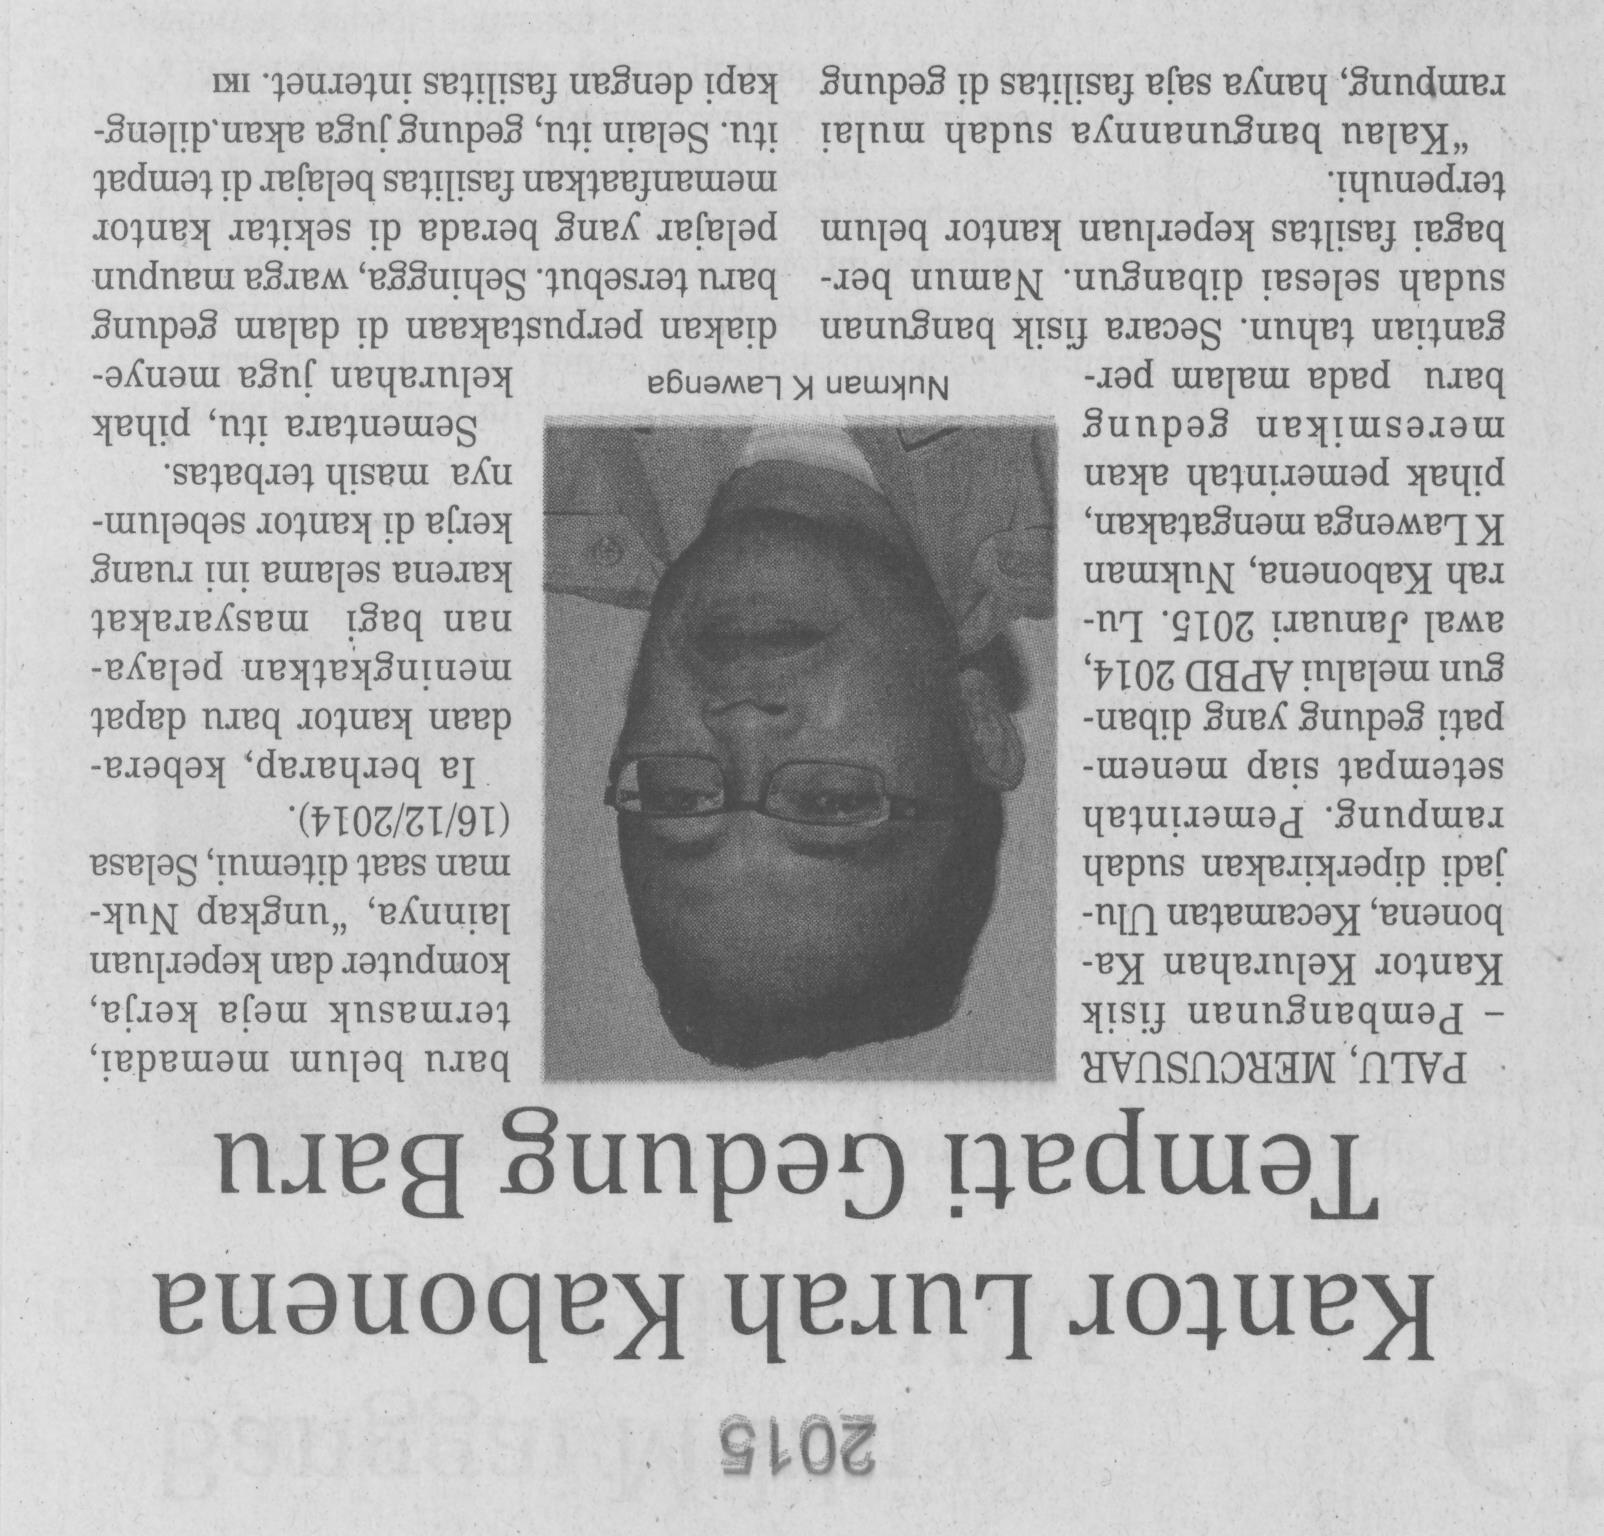 2015
Kantor Lurah Kabonena
Tempati Gedung Baru
PALU, MERCUSUAR
– Pembangunan fisik
Kantor Kelurahan Ka-
bonena, Kecamatan Ulu-
jadi diperkirakan sudah
rampung. Pemerintah
setempat siap menem-
pati gedung yang diban-
gun melalui APBD 2014,
awal Januari 2015. Lu-
rah Kabonena, Nukman
K Lawenga mengatakan,
pihak pemerintah akan
meresmikan gedung
baru pada malam per-
gantian tahun. Secara fisik bangunan
sudah selesai dibangun. Namun ber-
bagai fasiltas keperluan kantor belum
terpenuhi.
“Kalau bangunannya sudah mulai
rampung, hanya saja fasilitas di gedung
Nukman K Lawenga
baru belum memadai,
termasuk meja kerja,
komputer dan keperluan
lainnya, “ungkap Nuk-
man saat ditemui, Selasa
(16/12/2014).
Ia berharap, kebera-
daan kantor baru dapat
meningkatkan pelaya-
nan bagi masyarakat
karena selama ini ruang
kerja di kantor sebelum-
nya masih terbatas.
Sementara itu, pihak
kelurahan juga menye-
diakan perpustakaan di dalam gedung
baru tersebut. Sehingga, warga maupun
pelajar yang berada di sekitar kantor
memanfaatkan fasilitas belajar di tempat
itu. Selain itu, gedung juga akan dileng-
kapi dengan fasilitas internet. IKI